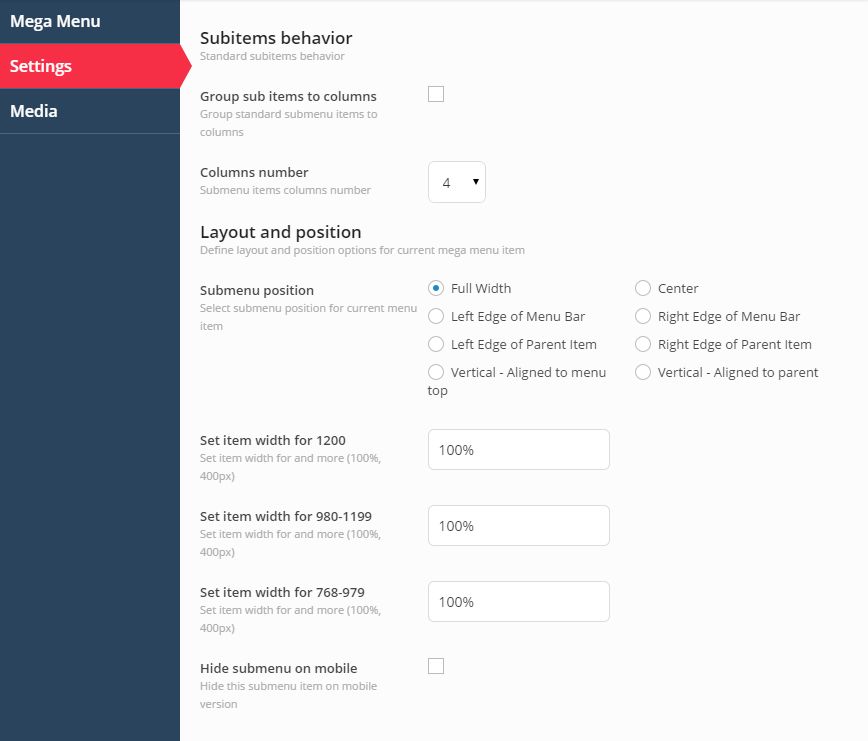 Mega Menu
Settings
Media
Subitems behavior
Standard subitems behavior
Group sub items to columns
Group standard submenu items to
columns
Columns number
Submenu items columns number
4
Layout and position
Define layout and position options for current mega menu item
Submenu position
Select submenu position for current menu
item
Full Width
Center
Left Edge of Menu Bar
Right Edge of Menu Bar
Left Edge of Parent Item
Right Edge of Parent Item
Vertical - Aligned to menu
top
Vertical - Aligned to parent
Set item width for 1200
Set item width for and more (100%,
400px)
100%
Set item width for 980-1199
Set item width for and more (100%,
400px)
100%
Set item width for 768-979
Set item width for and more (100%,
400px)
100%
Hide submenu on mobile
Hide this submenu item on mobile
version